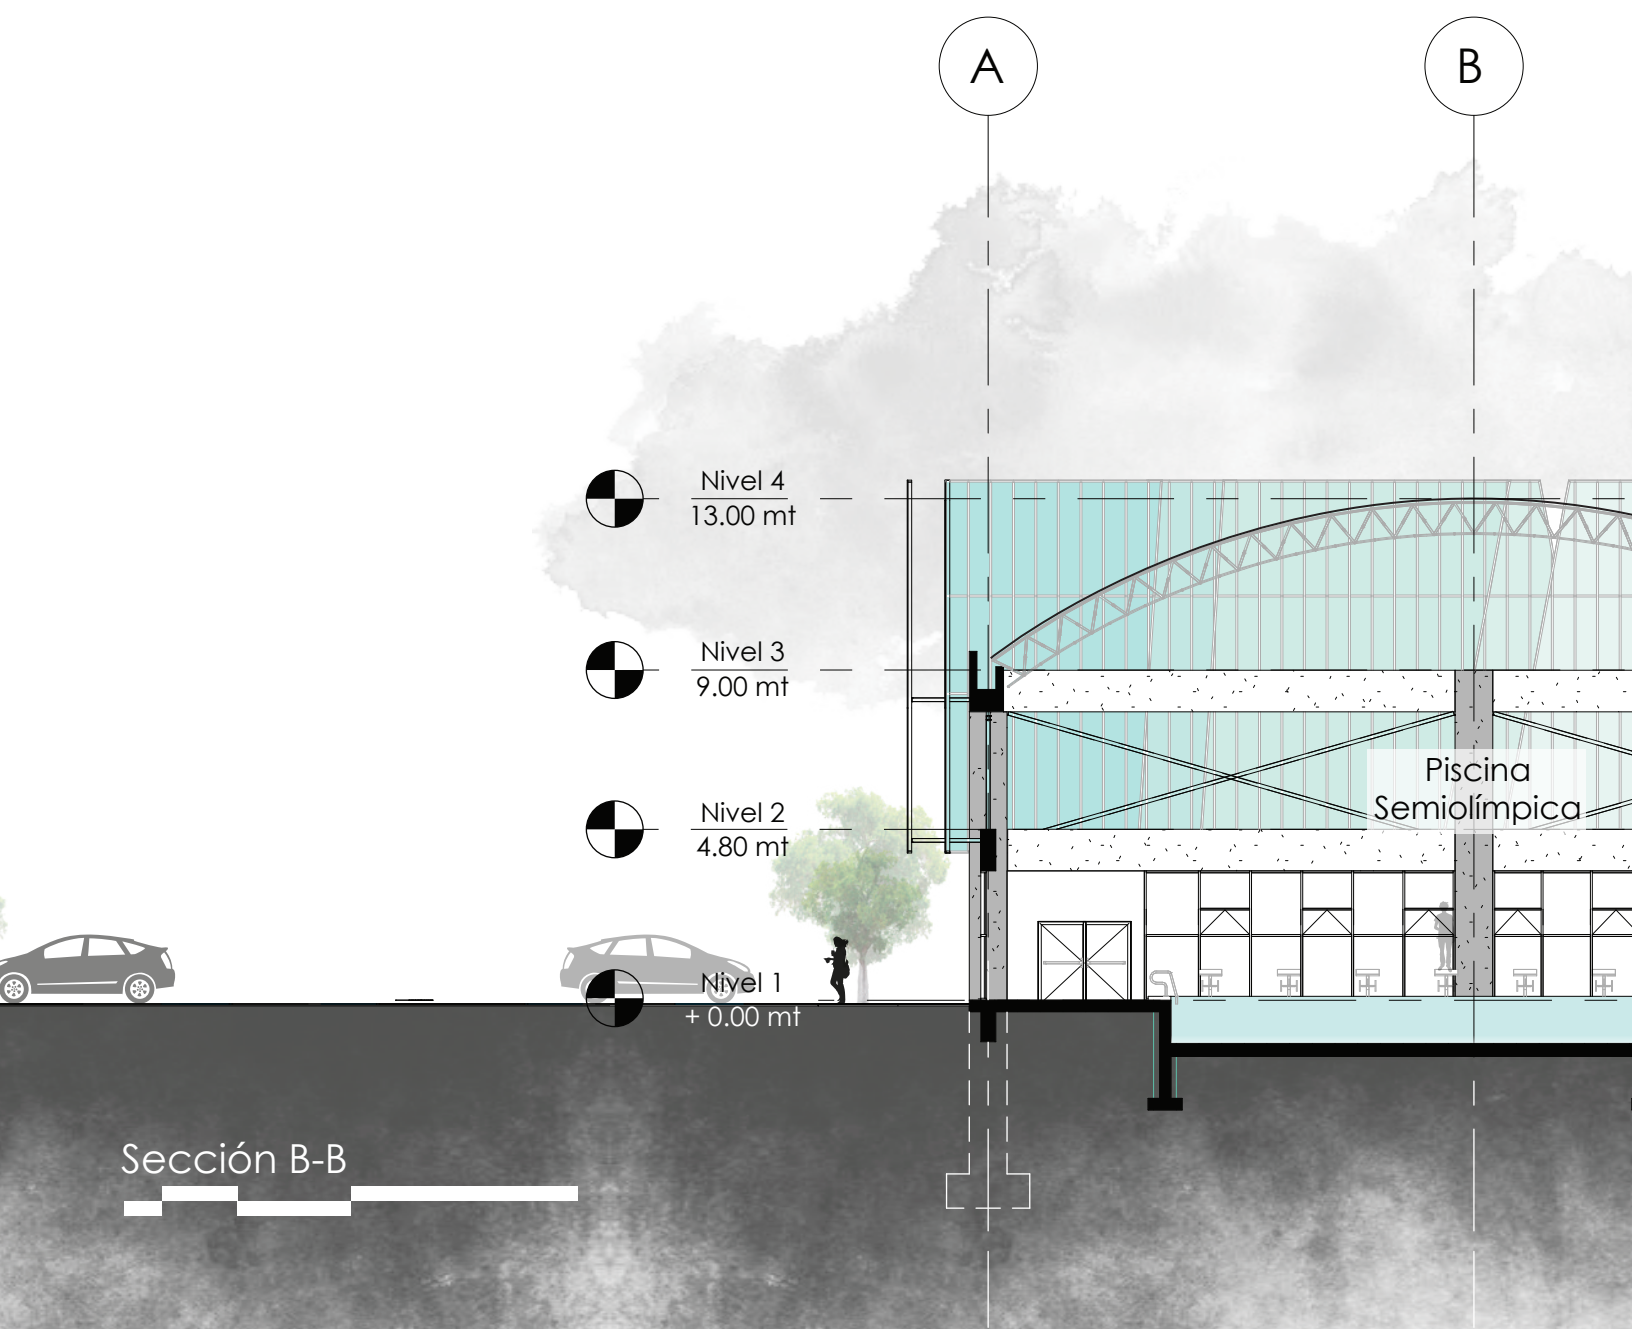 A
B
Nivel 4
13.00 mt
Nivel 3
9.00 mt
Piscina
Semiolímpica
Nivel 2
4.80 mt
Nivel 1
+ 0.00 mt
Sección B-B